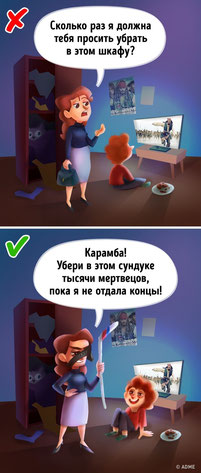 Сколько раз я должна
тебя просить убрать
в этом шкафу?
Карамба!
Убери в этом сундуке
тысячи мертвецов,
пока я не отдала концы!
© ADME